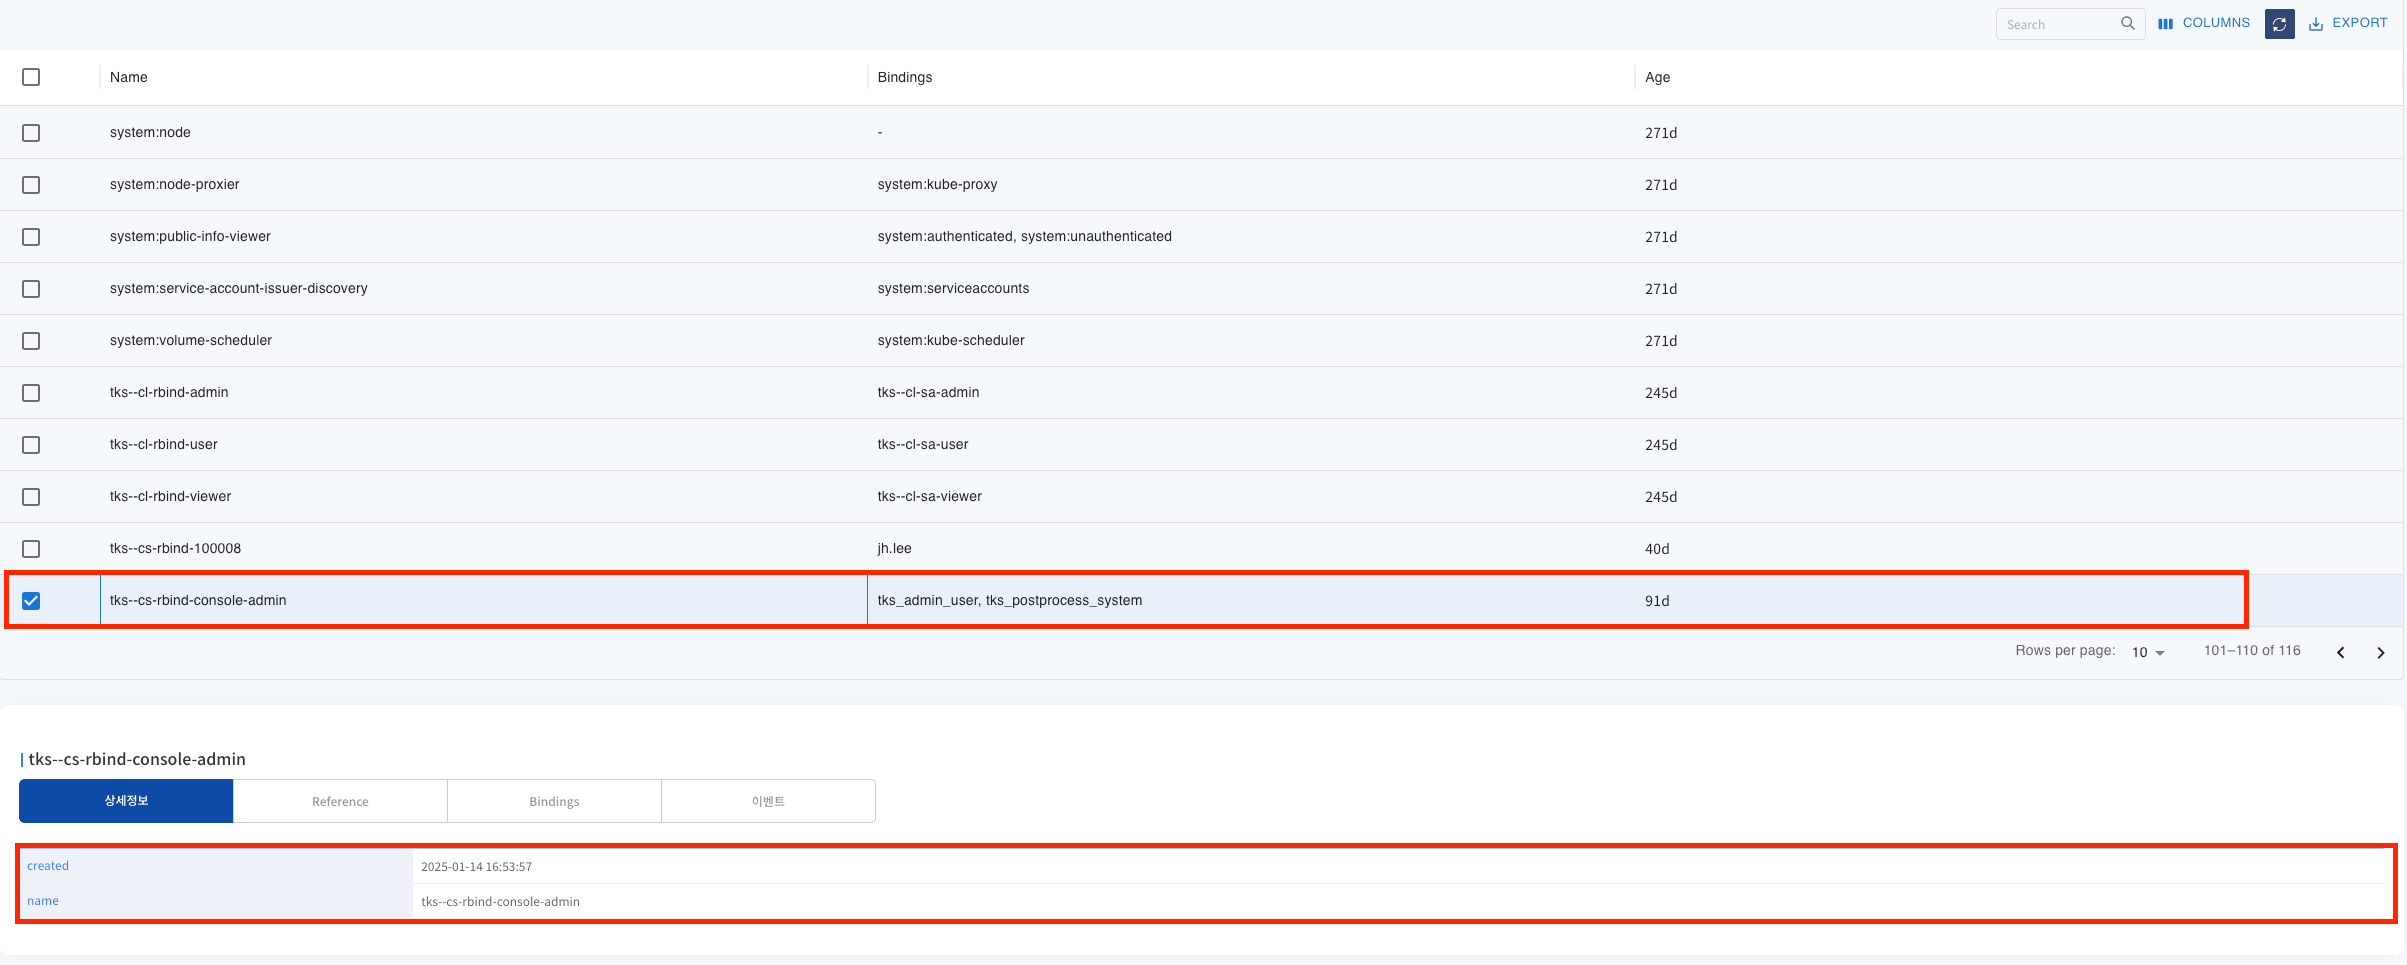 Search COLUMNS EXPORT
Name Bindings Age
system:node - 271d
system:node-proxier system:kube-proxy 271d
system:public-info-viewer system:authenticated, system:unauthenticated 271d
system:service-account-issuer-discovery system:serviceaccounts 271d
system:volume-scheduler system:kube-scheduler 271d
tks--cl-rbind-admin tks--cl-sa-admin 245d
tks--cl-rbind-user tks--cl-sa-user 245d
tks--cl-rbind-viewer tks--cl-sa-viewer 245d
tks--cs-rbind-100008 jh.lee 40d
tks--cs-rbind-console-admin tks_admin_user, tks_postprocess_system 91d
Rows per page: 10 101–110 of 116
tks--cs-rbind-console-admin
상세정보 Reference Bindings 이벤트
created 2025-01-14 16:53:57
name tks--cs-rbind-console-admin